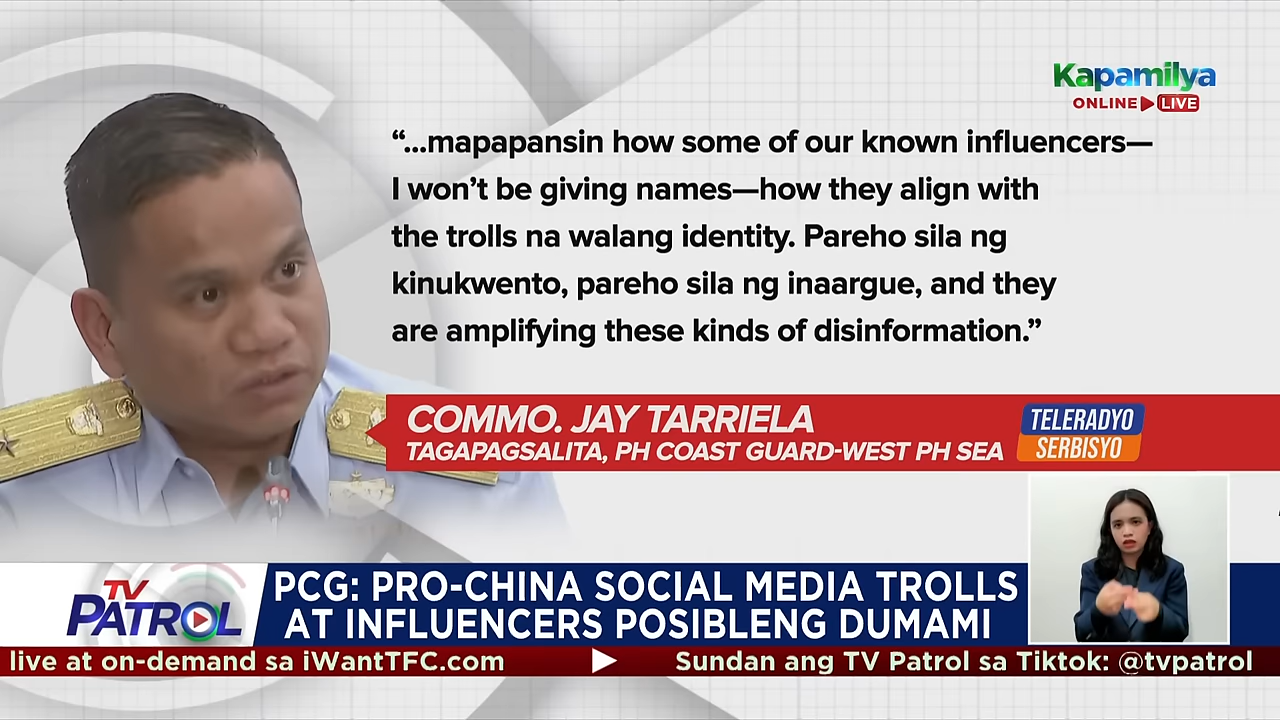 Kapamilya
ONLINE LIVE
“...mapapansin how some of our known influencers—
I won’t be giving names—how they align with
the trolls na walang identity. Pareho sila ng
kinukwento, pareho sila ng inaargue, and they
are amplifying these kinds of disinformation.”
COMMO. JAY TARRIELA
TAGAPAGSALITA, PH COAST GUARD-WEST PH SEA
TELERADYO
SERBISYO
TV
PATROL
PCG: PRO-CHINA SOCIAL MEDIA TROLLS
AT INFLUENCERS POSIBLENG DUMAMI
live at on-demand sa iWantTFC.com
Sundan ang TV Patrol sa Tiktok: @tvpatrol